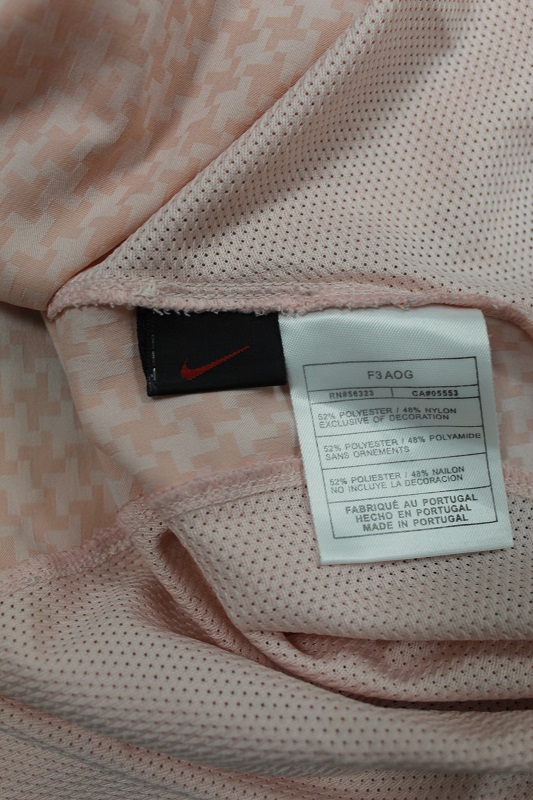 F3AOG
RN#56323 CA#05553
52% POLYESTER / 48% NYLON
EXCLUSIVE OF DECORATION
52% POLYESTER / 48% POLYAMIDE
SANS ORNEMENTS
52% POLIESTER / 48% NAILON
NO INCLUYE LA DECORACIÓN
FABRIQUÉ AU PORTUGAL
HECHO EN PORTUGAL
MADE IN PORTUGAL